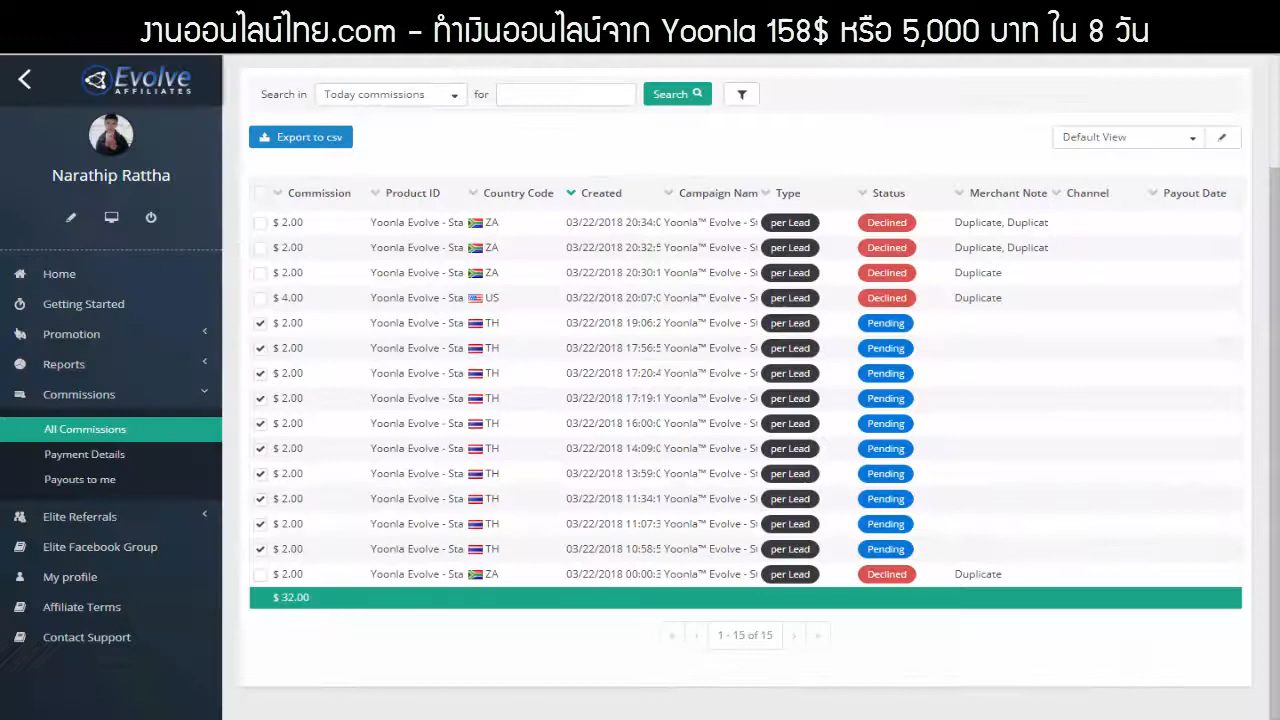 งานออนไลน์ไทย.com - ทำเงินออนไลน์จาก Yoonla 158$ หรือ 5,000 บาท ใน 8 วัน
Evolve
AFFILIATES
Narathip Rattha
Home
Getting Started
Promotion
Reports
Commissions
All Commissions
Payment Details
Payouts to me
Elite Referrals
Elite Facebook Group
My profile
Affiliate Terms
Contact Support
Search in Today commissions for Search
Export to csv Default View
Commission Product ID Country Code Created Campaign Nam Type Status Merchant Note Channel Payout Date
$ 2.00 Yoonla Evolve - Sta ZA 03/22/2018 20:34:0 Yoonla™ Evolve - S per Lead Declined Duplicate, Duplicat
$ 2.00 Yoonla Evolve - Sta ZA 03/22/2018 20:32:5 Yoonla™ Evolve - S per Lead Declined Duplicate, Duplicat
$ 2.00 Yoonla Evolve - Sta ZA 03/22/2018 20:30:1 Yoonla™ Evolve - S per Lead Declined Duplicate
$ 4.00 Yoonla Evolve - Sta US 03/22/2018 20:07:0 Yoonla™ Evolve - S per Lead Declined Duplicate
$ 2.00 Yoonla Evolve - Sta TH 03/22/2018 19:06:2 Yoonla™ Evolve - S per Lead Pending
$ 2.00 Yoonla Evolve - Sta TH 03/22/2018 17:56:5 Yoonla™ Evolve - S per Lead Pending
$ 2.00 Yoonla Evolve - Sta TH 03/22/2018 17:20:4 Yoonla™ Evolve - S per Lead Pending
$ 2.00 Yoonla Evolve - Sta TH 03/22/2018 17:19:1 Yoonla™ Evolve - S per Lead Pending
$ 2.00 Yoonla Evolve - Sta TH 03/22/2018 16:00:0 Yoonla™ Evolve - S per Lead Pending
$ 2.00 Yoonla Evolve - Sta TH 03/22/2018 14:09:0 Yoonla™ Evolve - S per Lead Pending
$ 2.00 Yoonla Evolve - Sta TH 03/22/2018 13:59:0 Yoonla™ Evolve - S per Lead Pending
$ 2.00 Yoonla Evolve - Sta TH 03/22/2018 11:34:1 Yoonla™ Evolve - S per Lead Pending
$ 2.00 Yoonla Evolve - Sta TH 03/22/2018 11:07:3 Yoonla™ Evolve - S per Lead Pending
$ 2.00 Yoonla Evolve - Sta TH 03/22/2018 10:58:5 Yoonla™ Evolve - S per Lead Pending
$ 2.00 Yoonla Evolve - Sta ZA 03/22/2018 00:00:3 Yoonla™ Evolve - S per Lead Declined Duplicate
$ 32.00
« ‹ 1 - 15 of 15 › »